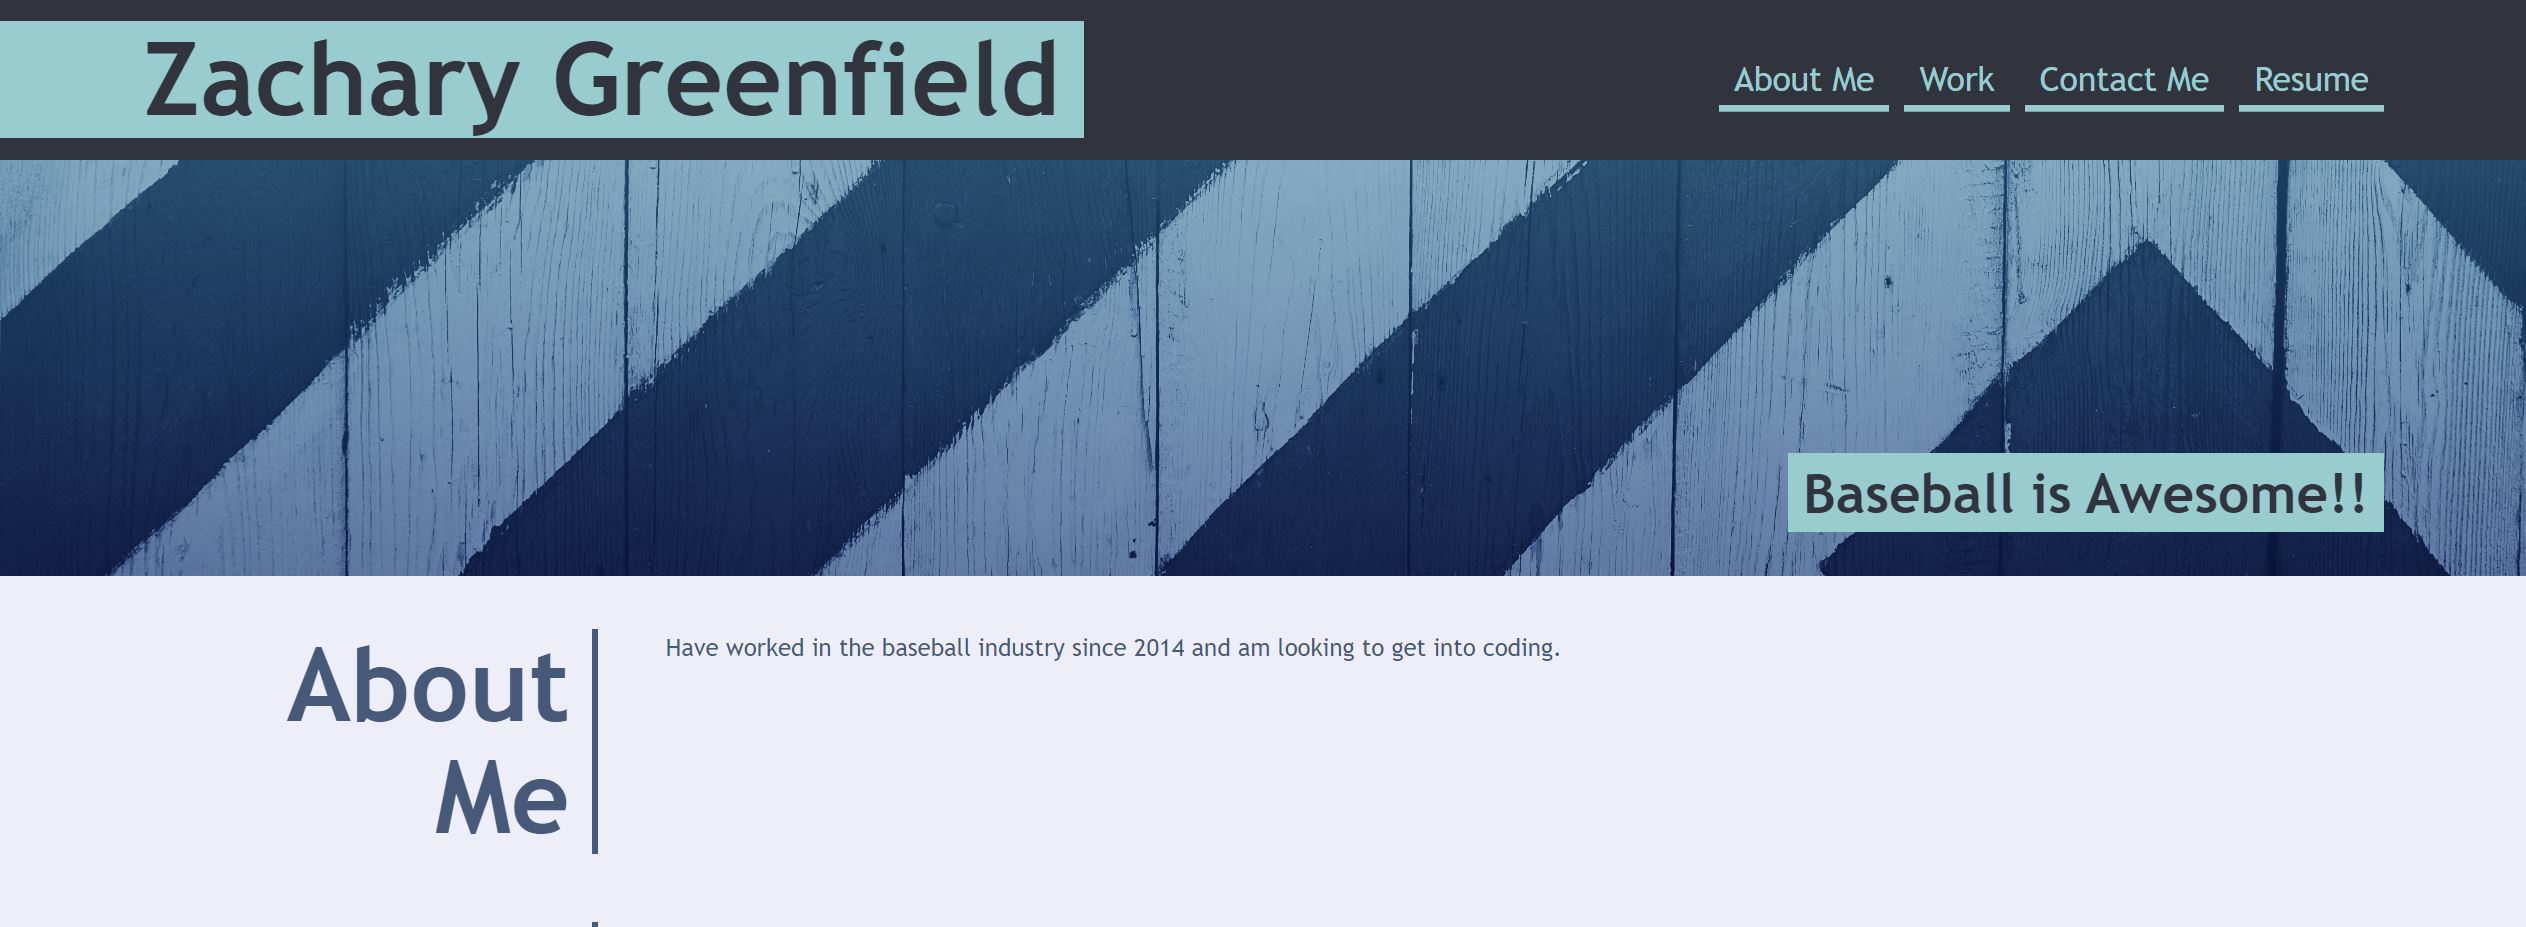 Zachary Greenfield
About Me Work Contact Me Resume
Baseball is Awesome!!
About
Me
Have worked in the baseball industry since 2014 and am looking to get into coding.